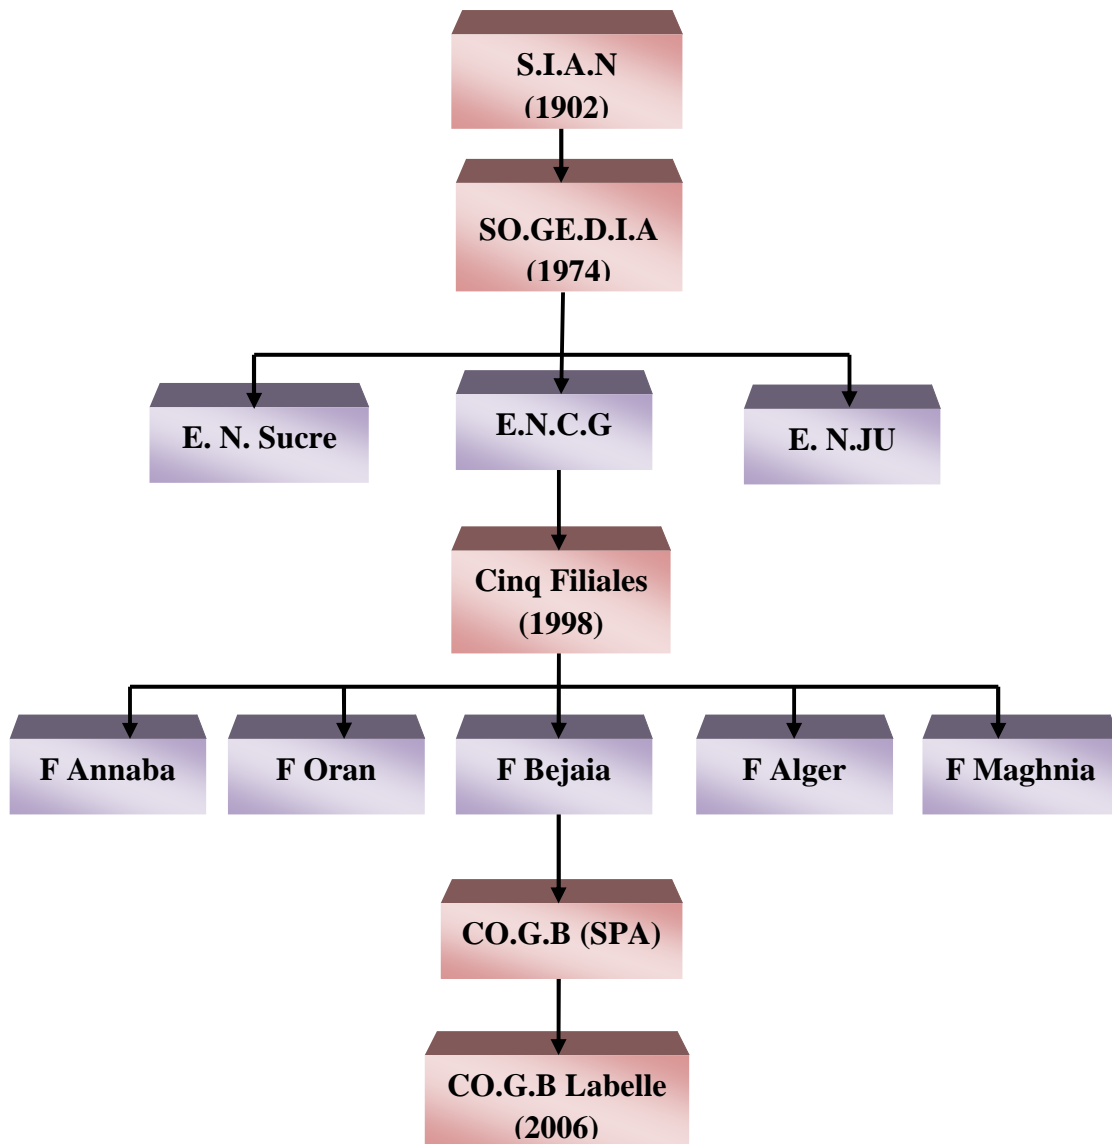 S.I.A.N
(1902)
SO.GE.D.I.A
(1974)
E. N. Sucre
E.N.C.G
E. N.JU
Cinq Filiales
(1998)
F Annaba
F Oran
F Bejaia
F Alger
F Maghnia
CO.G.B (SPA)
CO.G.B Labelle
(2006)